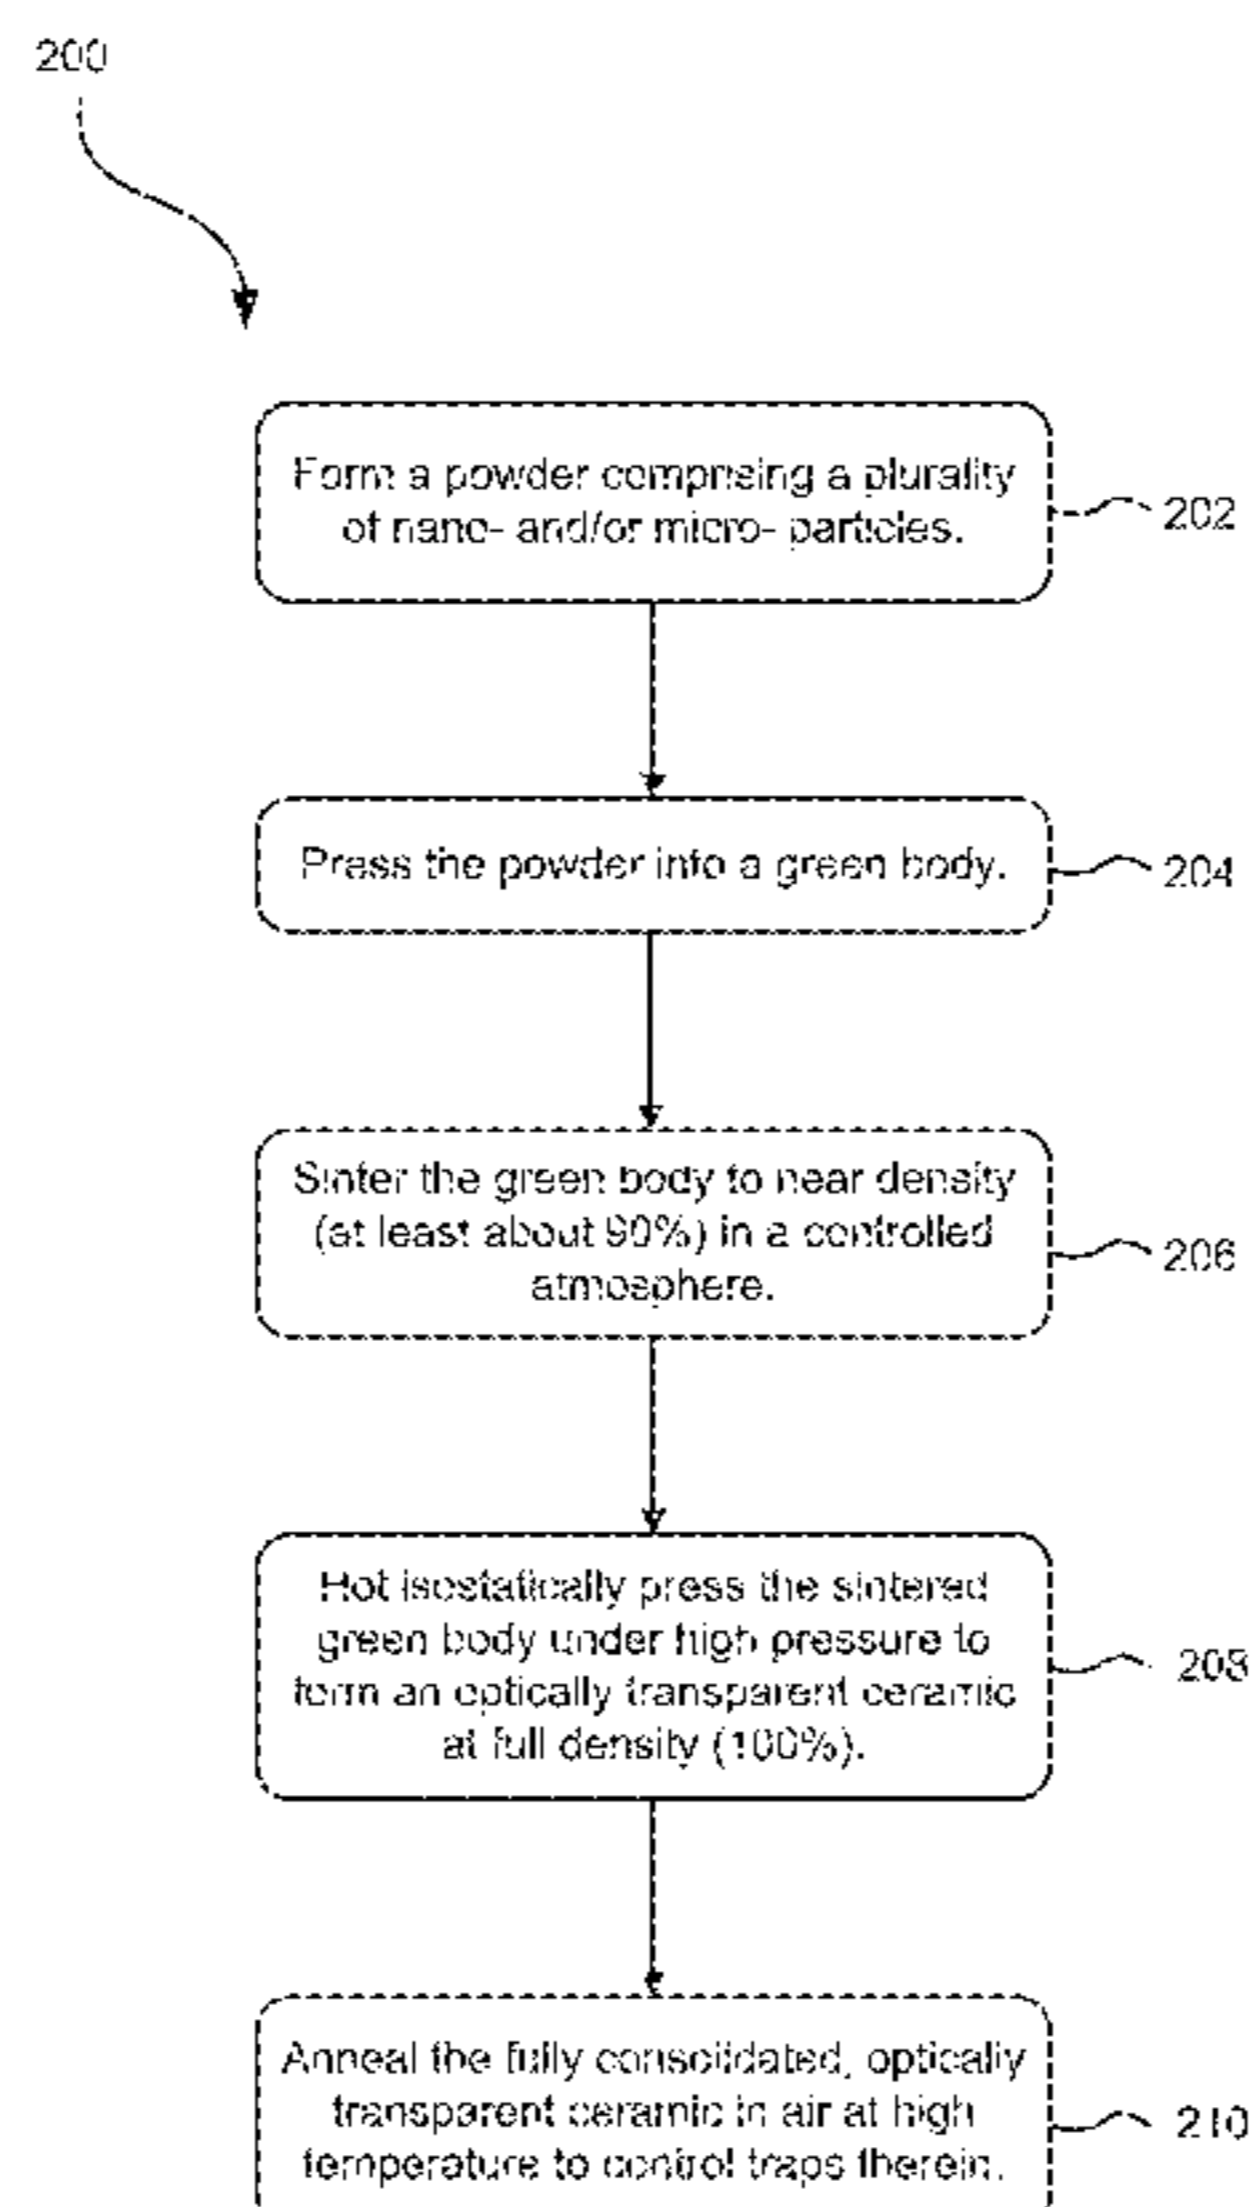 200
Form a powder comprising a plurality
of nano- and/or micro- particles.
202
Press the powder into a green body.
204
Sinter the green body to near density
(at least about 90%) in a controlled
atmosphere.
206
Hot isostatically press the sintered
green body under high pressure to
form an optically transparent ceramic
at full density (100%).
208
Anneal the fully consolidated, optically
transparent ceramic in air at high
temperature to control traps therein.
210